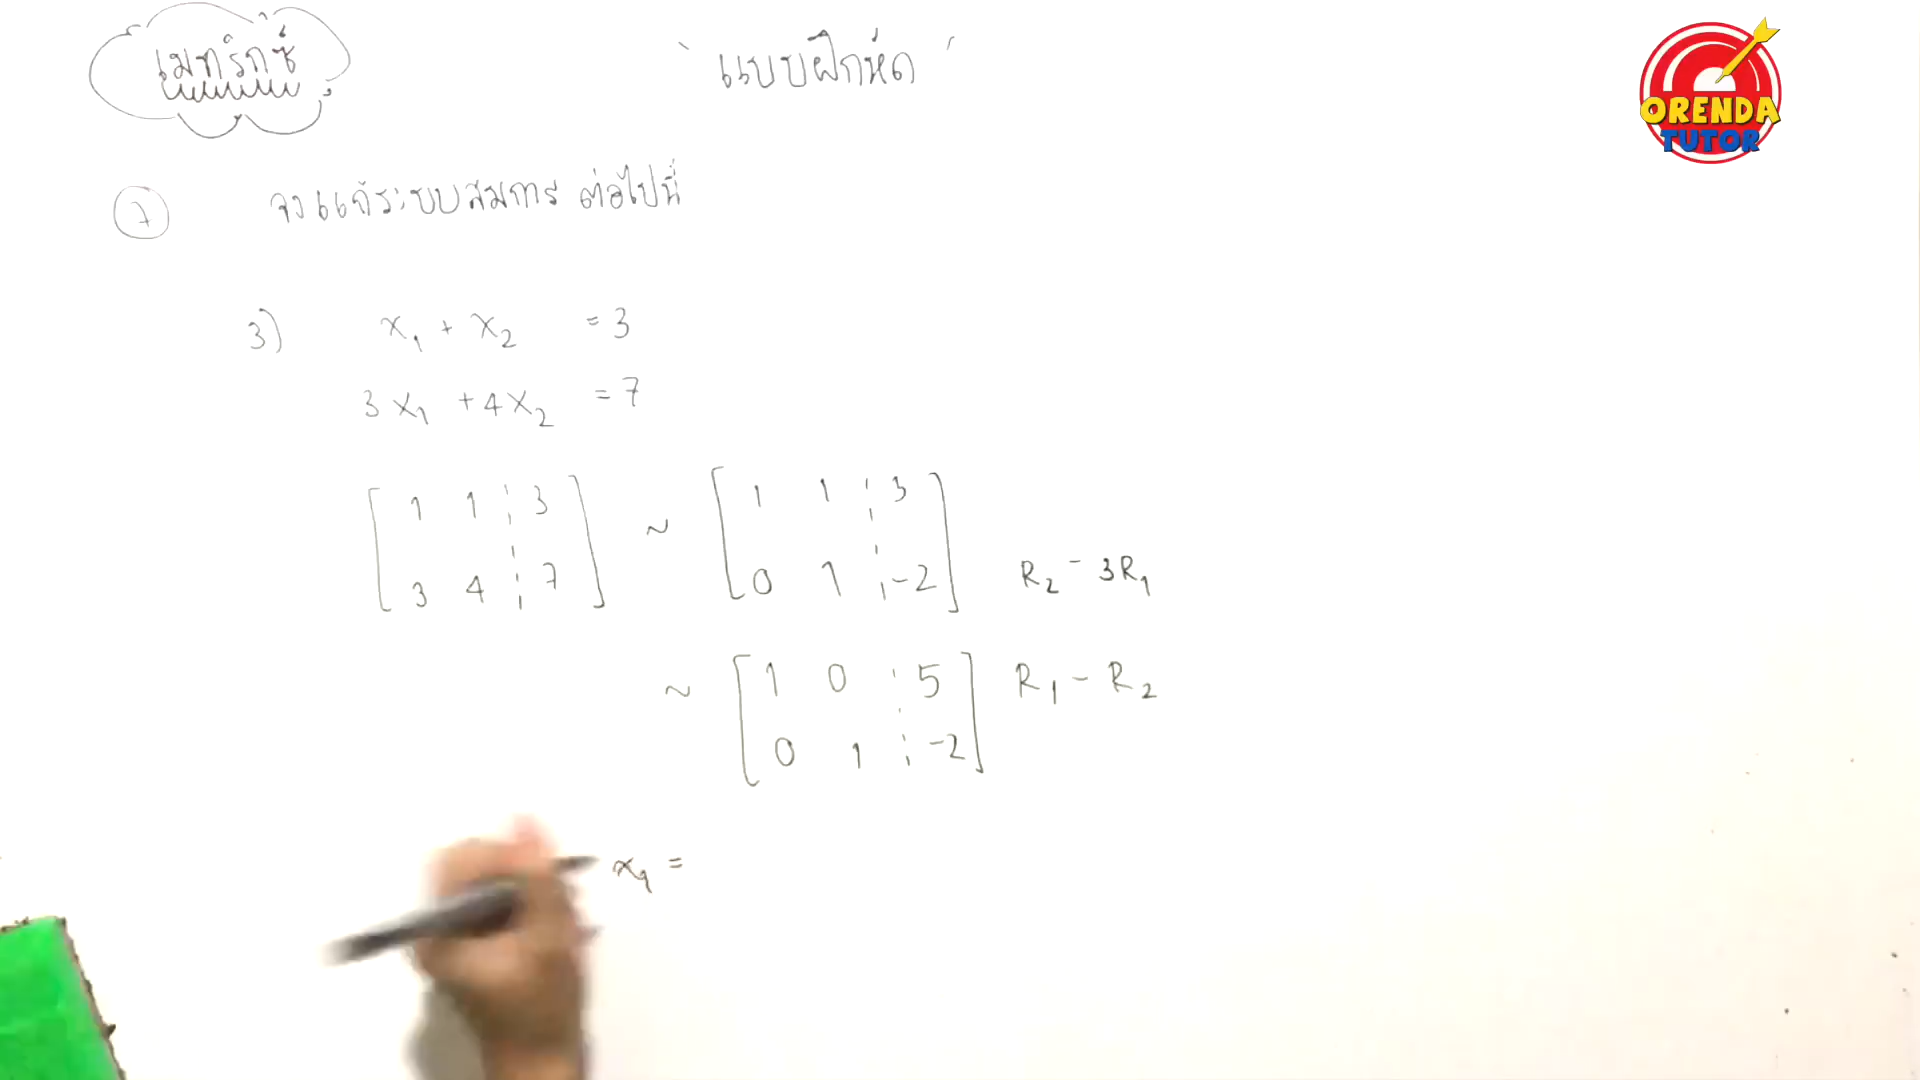 เมทริกซ์
" แบบฝึกหัด "
ORENDA
TUTOR
1 จงแก้ระบบสมการ ต่อไปนี้
3) x₁ + x₂ = 3
3x₁ + 4x₂ = 7
[ 1 1 ¦ 3 ] ~ [ 1 1 ¦ 3 ]
[ 3 4 ¦ 7 ] [ 0 1 ¦ -2 ] R₂ - 3R₁
~ [ 1 0 ¦ 5 ] R₁ - R₂
[ 0 1 ¦ -2 ]
x₁ =